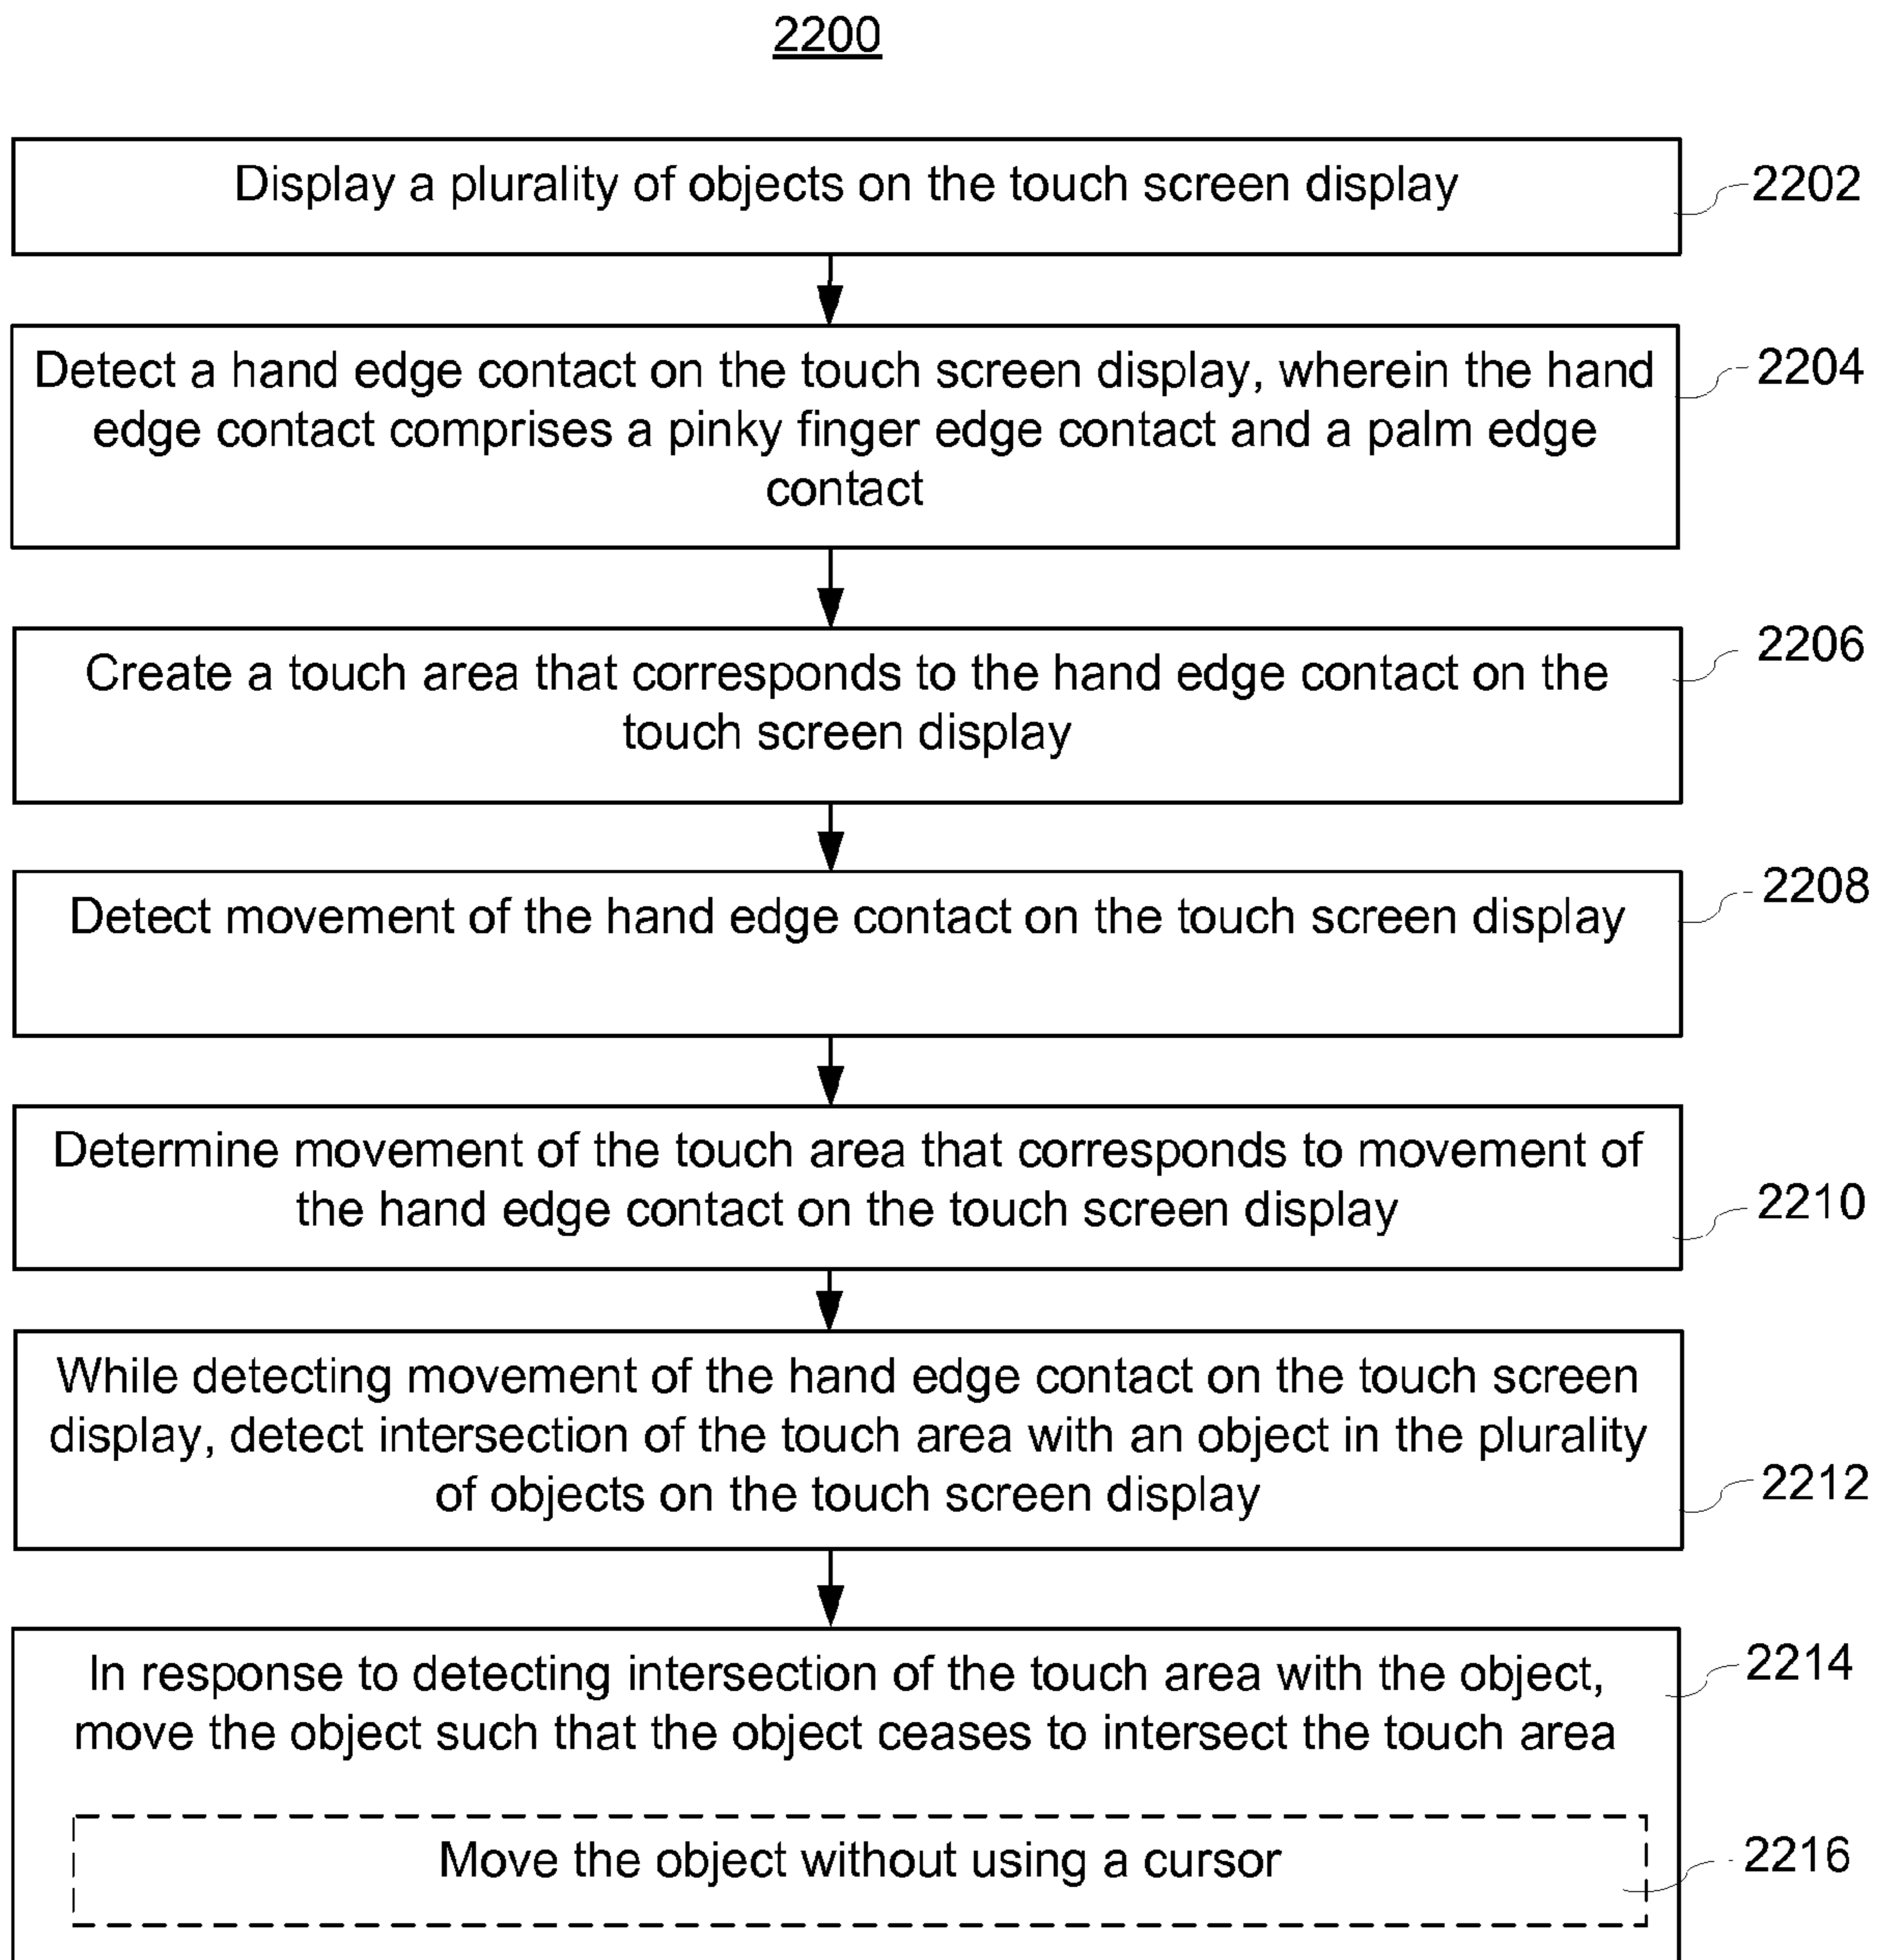 2200
Display a plurality of objects on the touch screen display
2202
Detect a hand edge contact on the touch screen display, wherein the hand
edge contact comprises a pinky finger edge contact and a palm edge
contact
2204
Create a touch area that corresponds to the hand edge contact on the
touch screen display
2206
Detect movement of the hand edge contact on the touch screen display
2208
Determine movement of the touch area that corresponds to movement of
the hand edge contact on the touch screen display
2210
While detecting movement of the hand edge contact on the touch screen
display, detect intersection of the touch area with an object in the plurality
of objects on the touch screen display
2212
In response to detecting intersection of the touch area with the object,
move the object such that the object ceases to intersect the touch area
2214
Move the object without using a cursor
2216